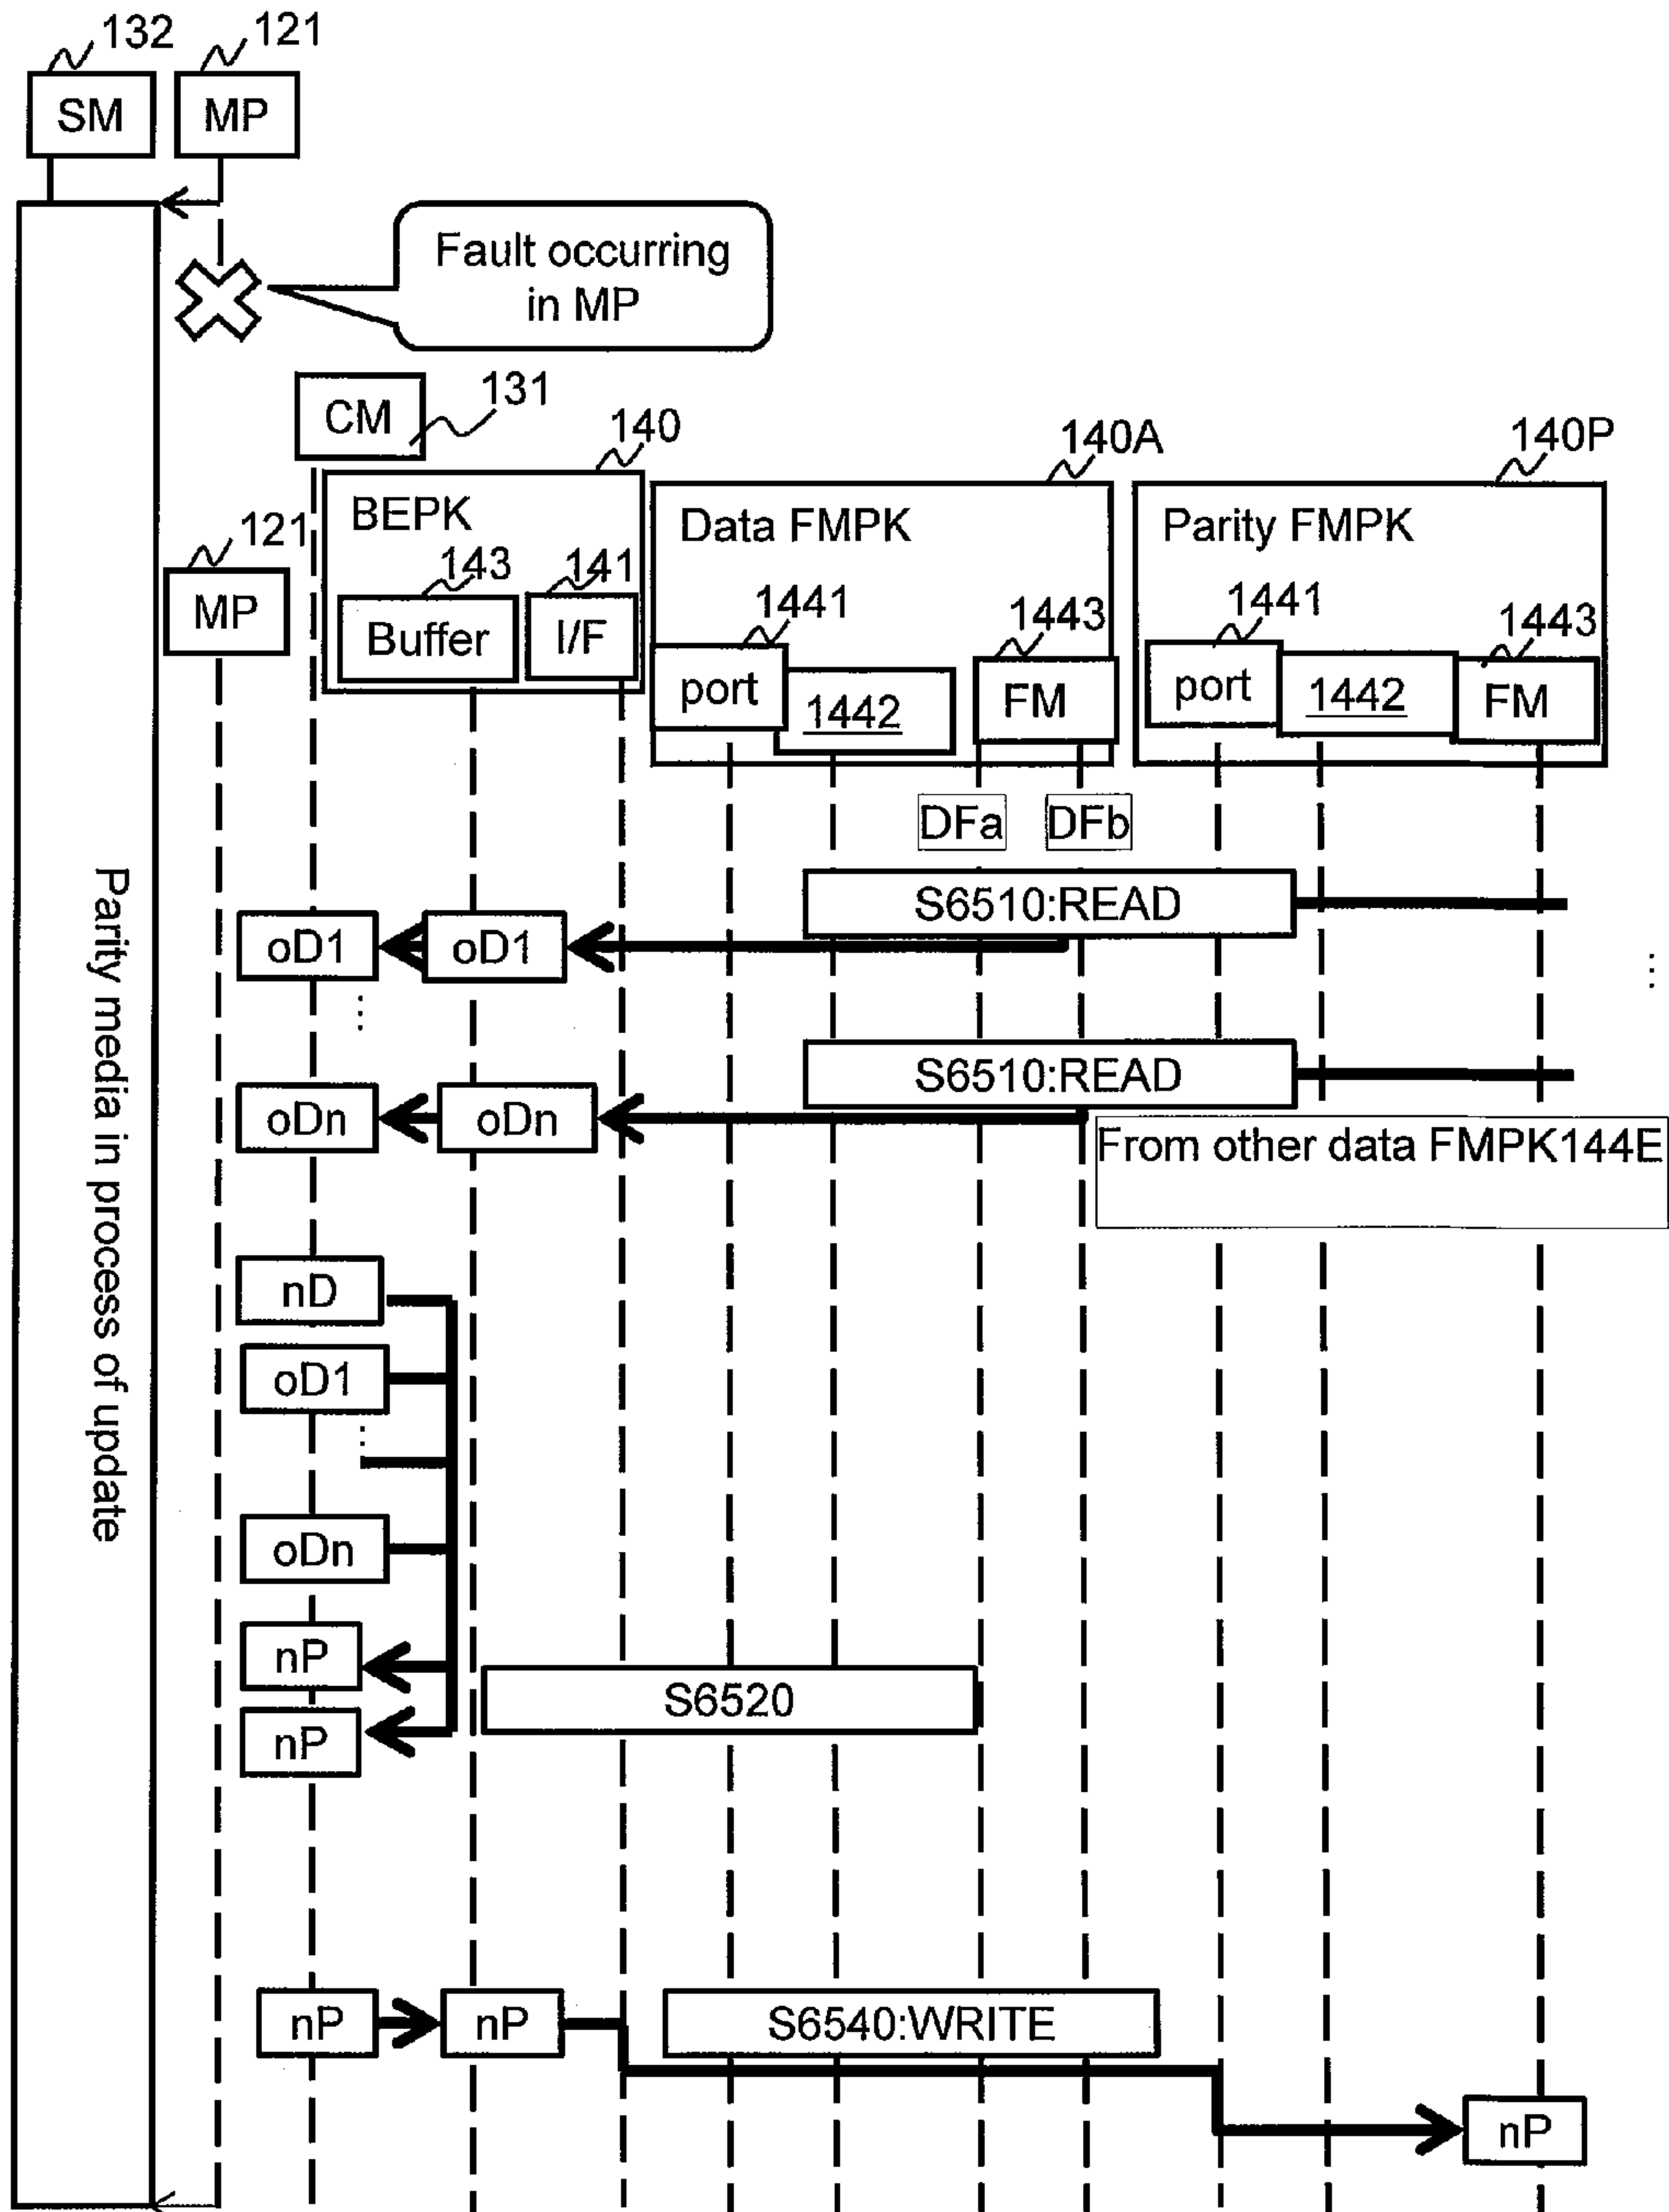 132
121
SM
MP
Fault occurring
in MP
CM
131
140
140A
140P
BEPK
Data FMPK
Parity FMPK
121
143
141
MP
Buffer
I/F
1441
1443
1441
1443
port
1442
FM
port
1442
FM
DFa
DFb
S6510:READ
oD1
oD1
...
...
S6510:READ
oDn
oDn
From other data FMPK144E
Parity media in process of update
nD
oD1
...
oDn
nP
S6520
nP
nP
nP
S6540:WRITE
nP